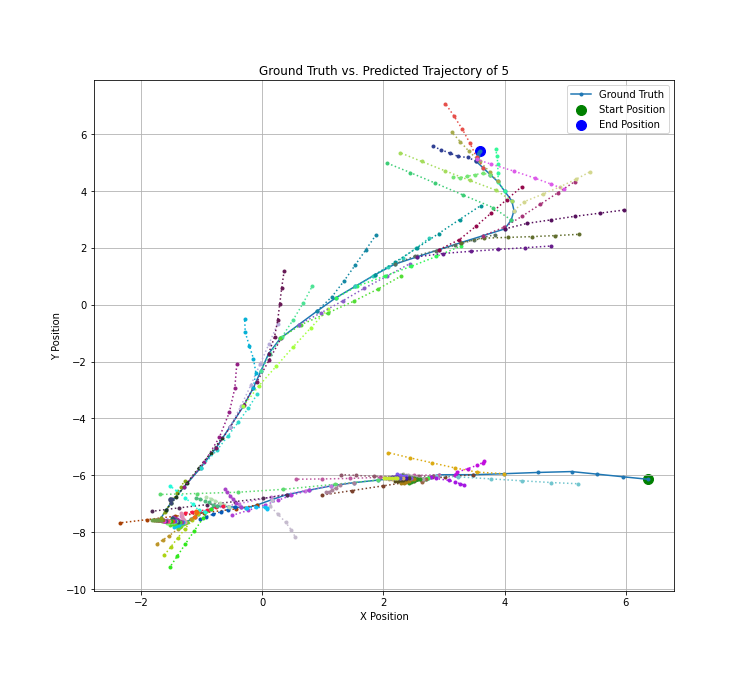 Ground Truth vs. Predicted Trajectory of 5
Ground Truth
Start Position
End Position
Y Position
6
4
2
0
−2
−4
−6
−8
−10
−2
0
2
4
6
X Position